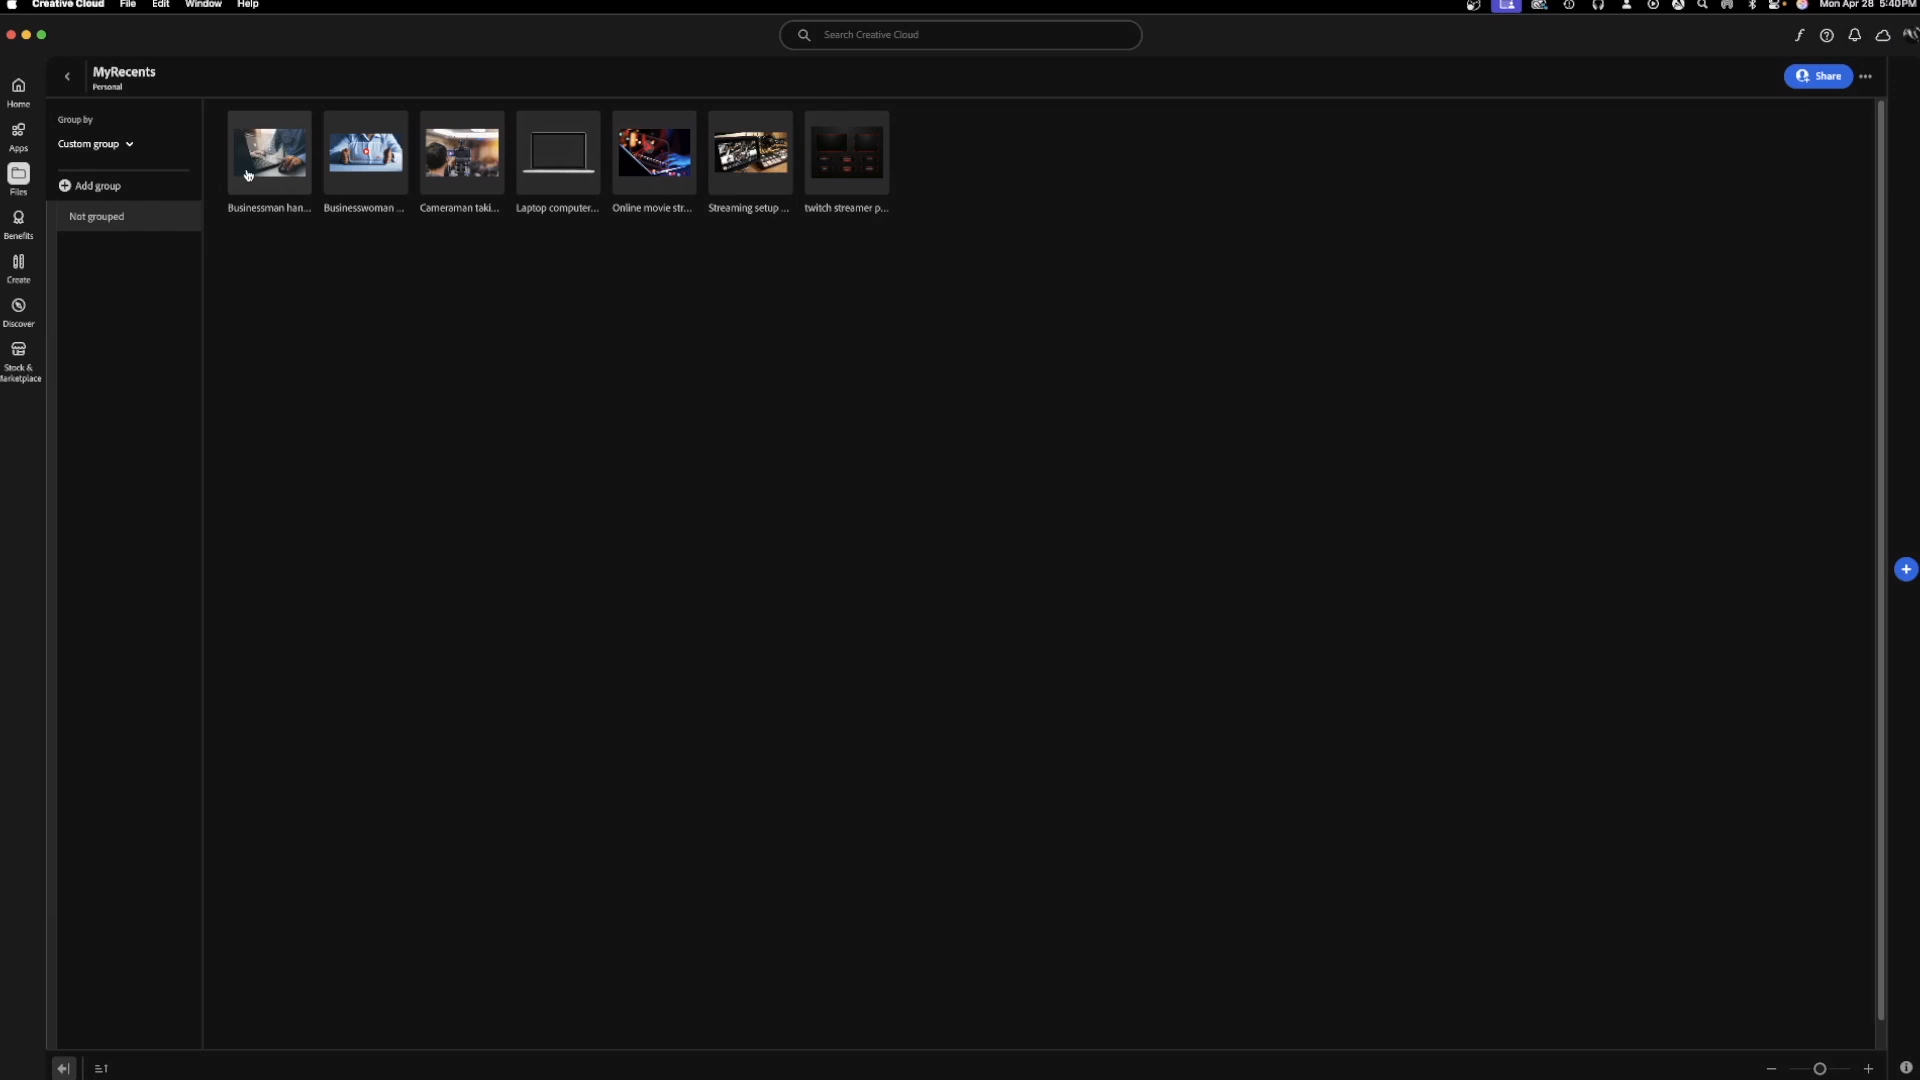 Creative Cloud File Edit Window Help Mon Apr 28 5:40PM
Search Creative Cloud
MyRecents
Personal
Share
Home
Apps
Files
Benefits
Create
Discover
Stock &
Marketplace
Group by
Custom group
Add group
Not grouped
Businessman han... Businesswoman ... Cameraman taki... Laptop computer... Online movie str... Streaming setup ... twitch streamer p...